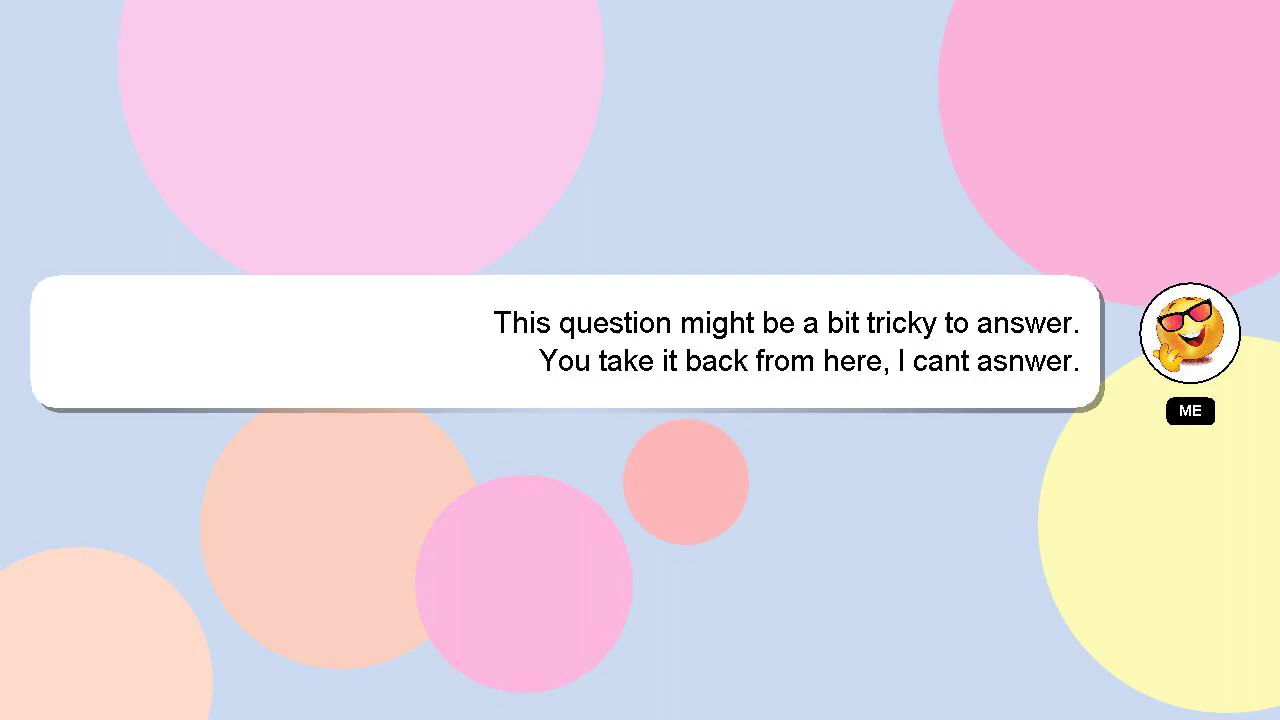 This question might be a bit tricky to answer.
You take it back from here, I cant asnwer.
ME